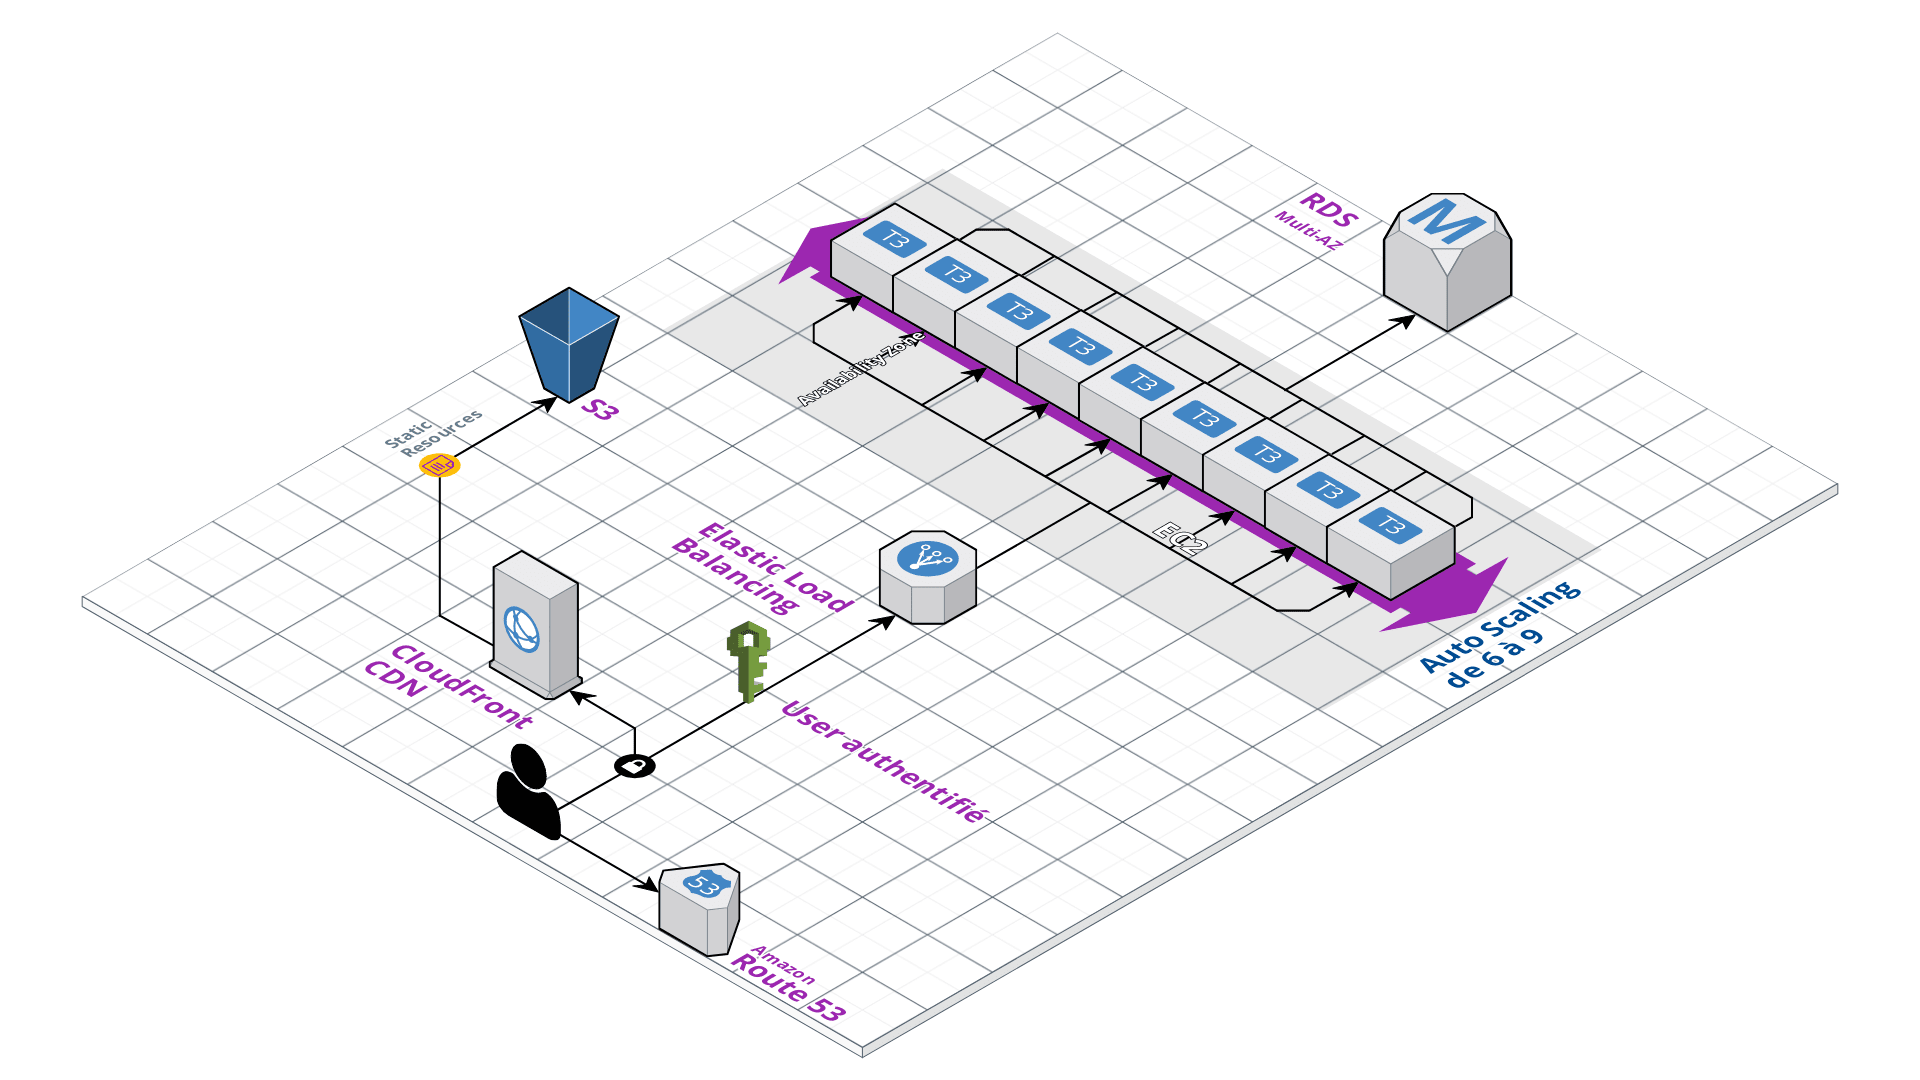 RDS
Multi-AZ
M
T3
T3
T3
T3
T3
T3
T3
T3
T3
Availability Zone
S3
Static
Resources
EC2
Elastic Load
Balancing
Auto Scaling
de 6 à 9
CloudFront
CDN
User authentifié
53
Amazon
Route 53